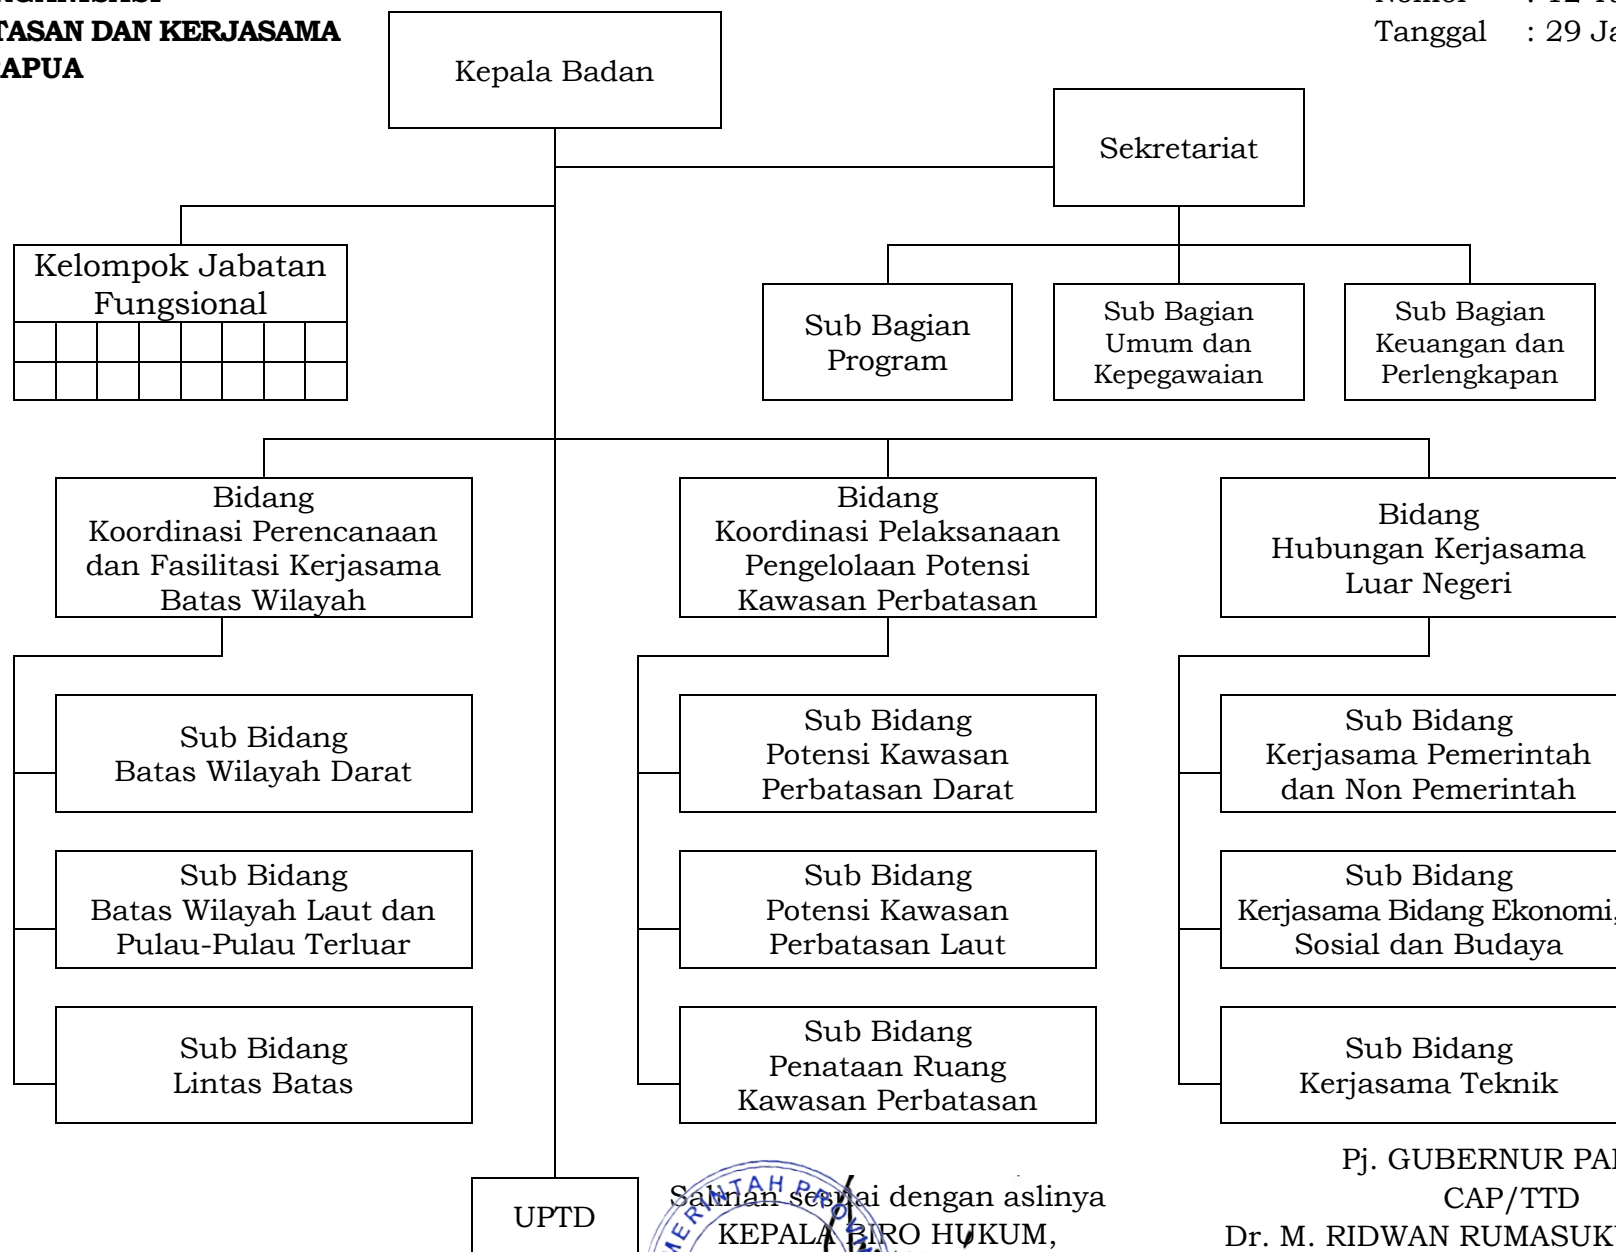 TASAN DAN KERJASAMA
APUA
Tanggal : 29 Ja
Kepala Badan
Sekretariat
Kelompok Jabatan
Fungsional
Sub Bagian
Program
Sub Bagian
Umum dan
Kepegawaian
Sub Bagian
Keuangan dan
Perlengkapan
Bidang
Koordinasi Perencanaan
dan Fasilitasi Kerjasama
Batas Wilayah
Bidang
Koordinasi Pelaksanaan
Pengelolaan Potensi
Kawasan Perbatasan
Bidang
Hubungan Kerjasama
Luar Negeri
Sub Bidang
Batas Wilayah Darat
Sub Bidang
Potensi Kawasan
Perbatasan Darat
Sub Bidang
Kerjasama Pemerintah
dan Non Pemerintah
Sub Bidang
Batas Wilayah Laut dan
Pulau-Pulau Terluar
Sub Bidang
Potensi Kawasan
Perbatasan Laut
Sub Bidang
Kerjasama Bidang Ekonomi,
Sosial dan Budaya
Sub Bidang
Lintas Batas
Sub Bidang
Penataan Ruang
Kawasan Perbatasan
Sub Bidang
Kerjasama Teknik
UPTD
Salinan sesuai dengan aslinya
KEPALA BIRO HUKUM,
MERINTAH PROVIN
Pj. GUBERNUR PA
CAP/TTD
Dr. M. RIDWAN RUMASUK